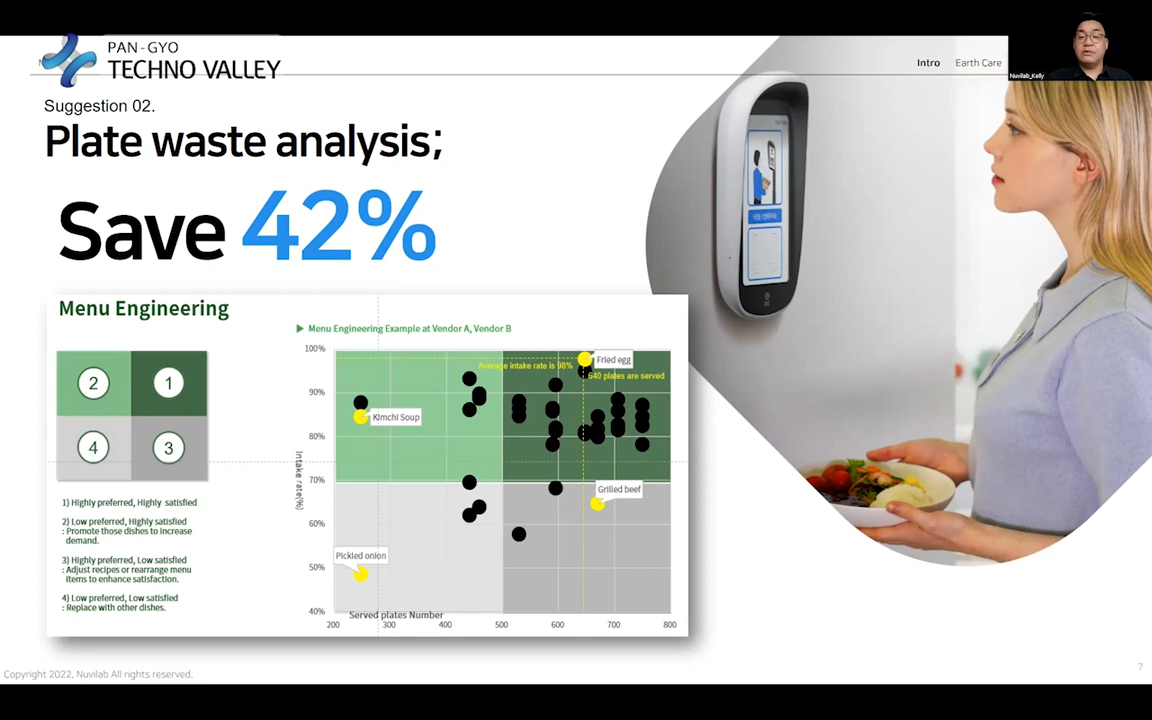 PAN-GYO
TECHNO VALLEY
Intro
Earth Care
Nuvilab_Kelly
Suggestion 02.
Plate waste analysis;
Save 42%
Menu Engineering
▶ Menu Engineering Example at Vendor A, Vendor B
2
1
4
3
1) Highly preferred, Highly satisfied
2) Low preferred, Highly satisfied
: Promote those dishes to increase
demand.
3) Highly preferred, Low satisfied
: Adjust recipes or rearrange menu
items to enhance satisfaction.
4) Low preferred, Low satisfied
: Replace with other dishes.
Intake rate(%)
100%
90%
80%
70%
60%
50%
40%
Average intake rate is 98%
Fried egg
640 plates are served
Kimchi Soup
Grilled beef
Pickled onion
Served plates Number
200
300
400
500
600
700
800
Copyright 2022, Nuvilab All rights reserved.
7